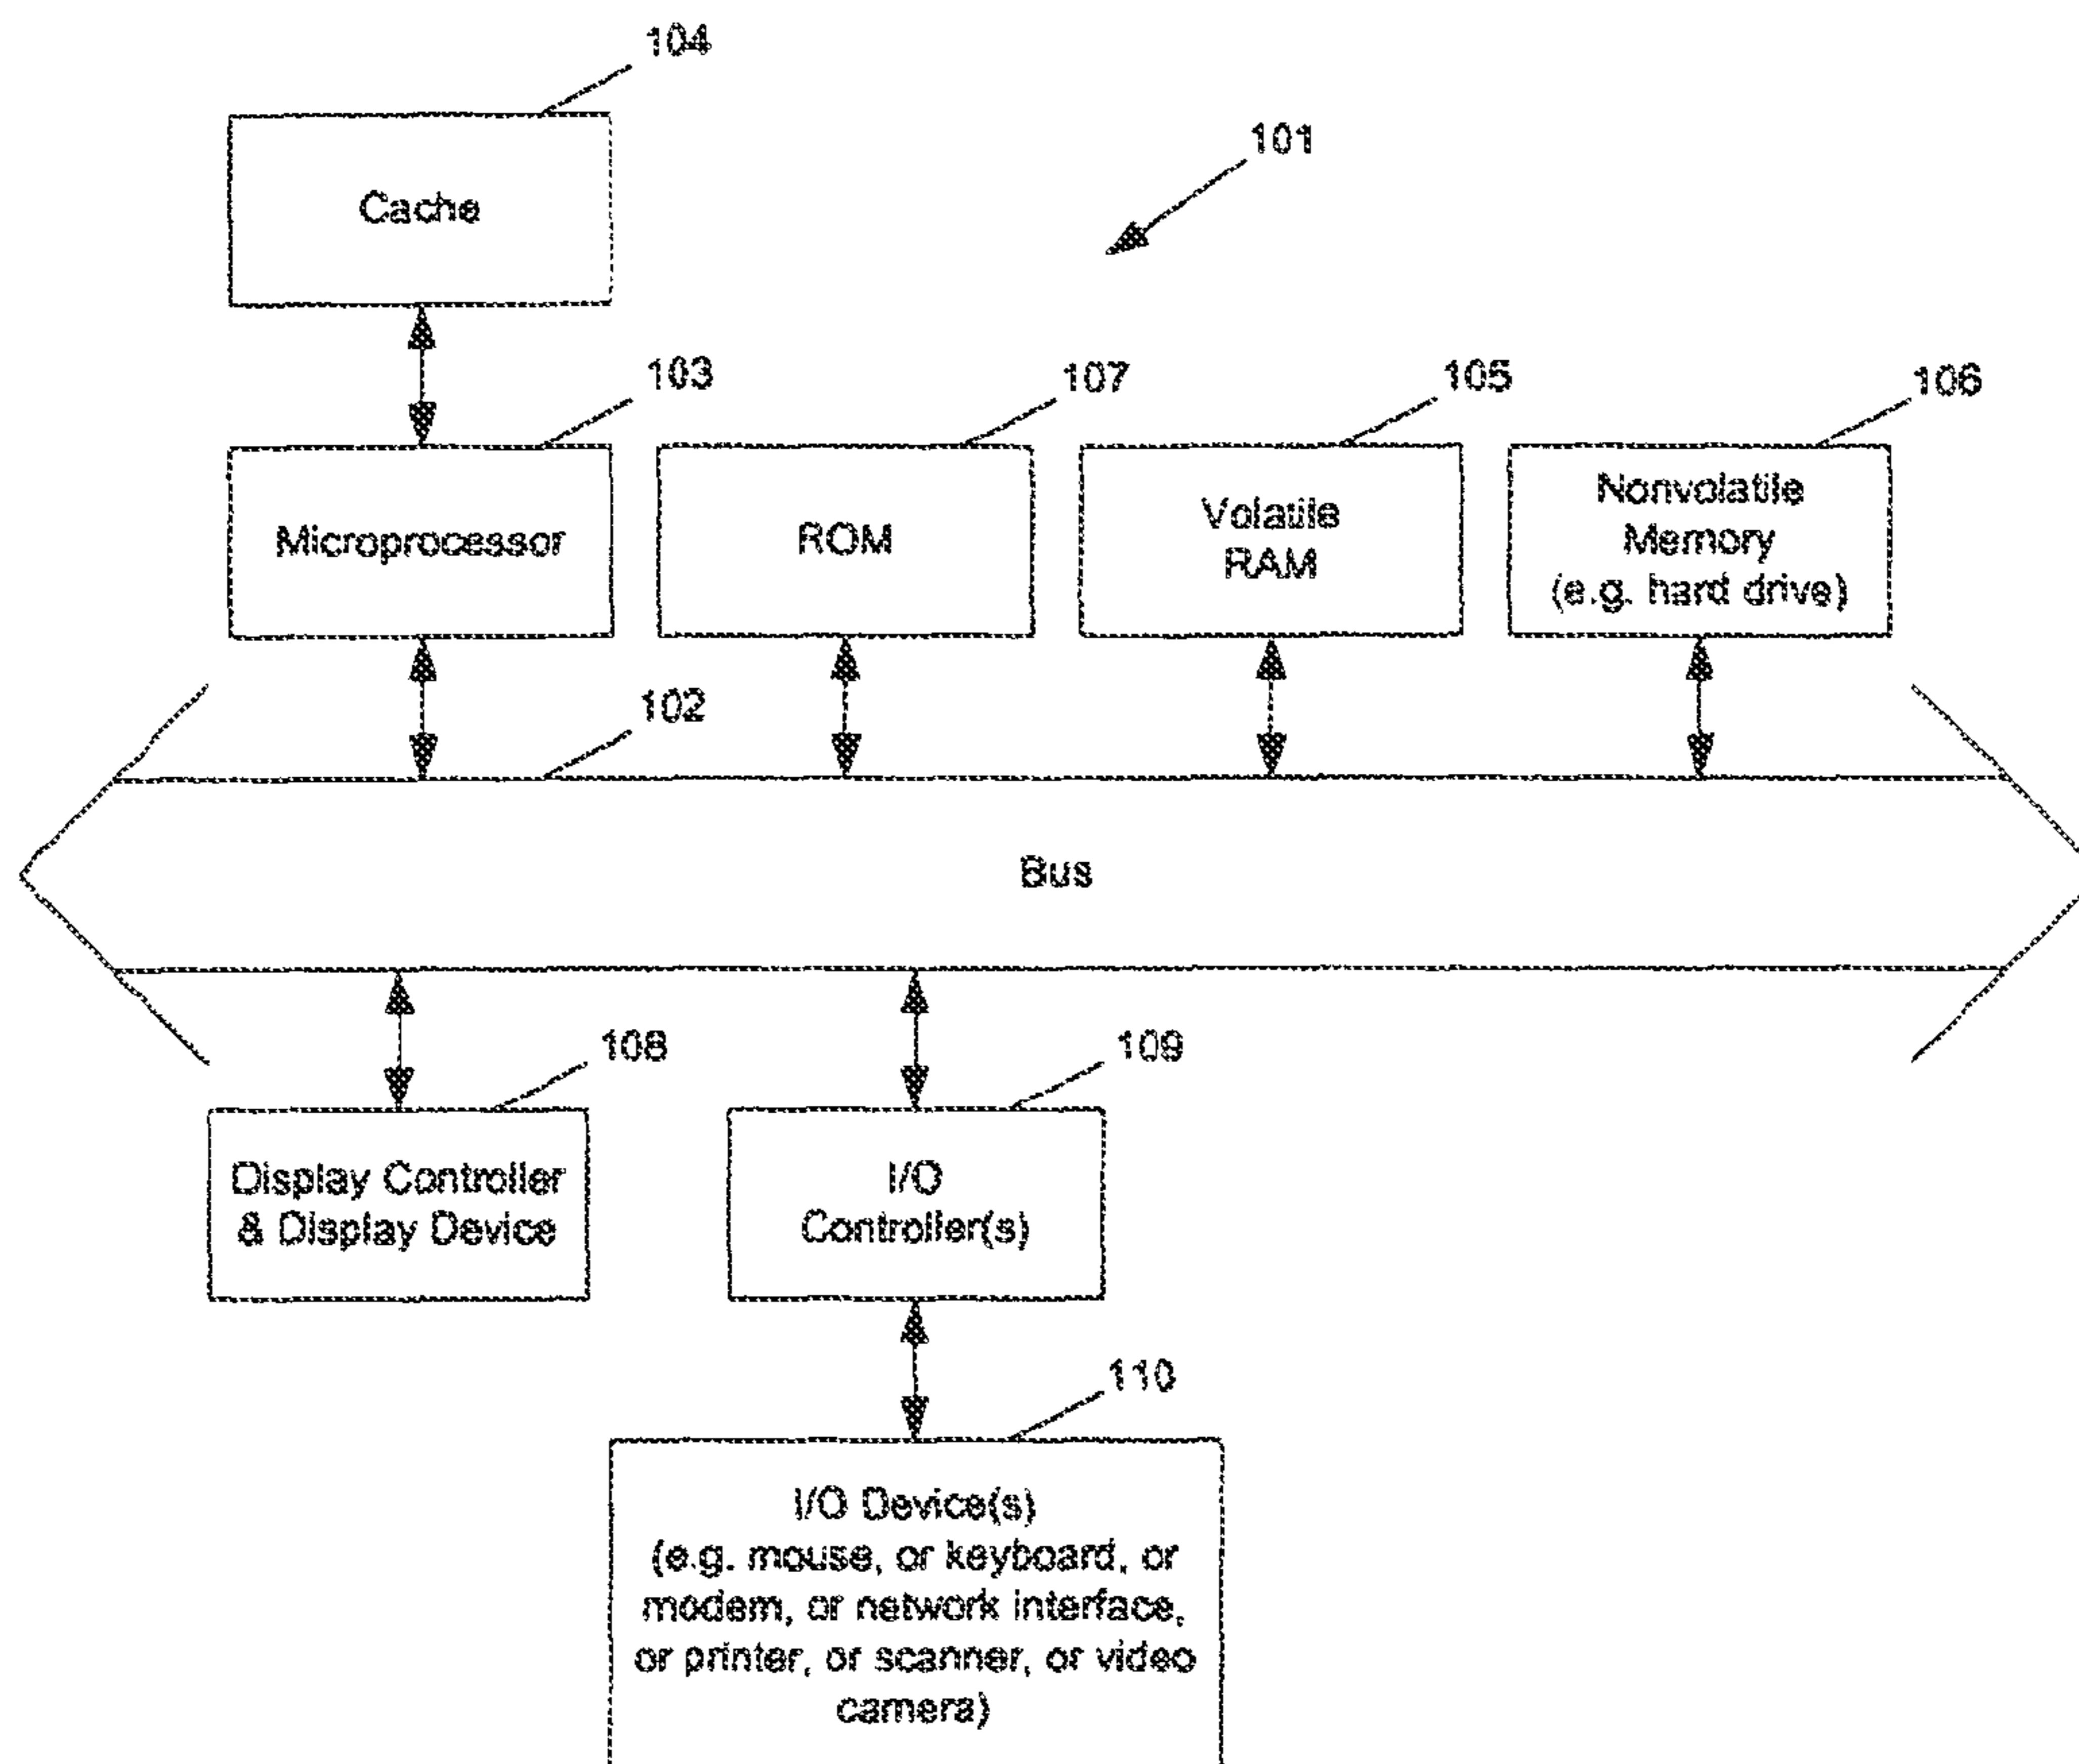 104
101
Cache
103
107
105
106
Microprocessor
ROM
Volatile
RAM
Nonvolatile
Memory
(e.g. hard drive)
102
Bus
108
109
Display Controller
& Display Device
I/O
Controller(s)
110
I/O Device(s)
(e.g. mouse, or keyboard, or
modem, or network interface,
or printer, or scanner, or video
camera)